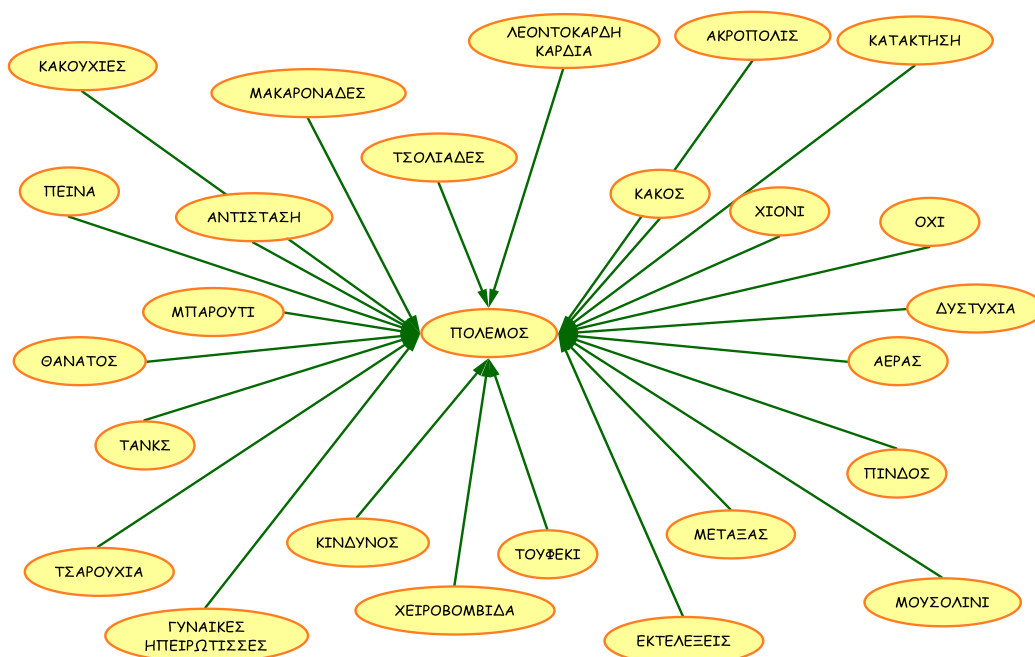 ΛΕΟΝΤΟΚΑΡΔΗ
ΚΑΡΔΙΑ
ΑΚΡΟΠΟΛΙΣ
ΚΑΤΑΚΤΗΣΗ
ΚΑΚΟΥΧΙΕΣ
ΜΑΚΑΡΟΝΑΔΕΣ
ΤΣΟΛΙΑΔΕΣ
ΠΕΙΝΑ
ΚΑΚΟΣ
ΑΝΤΙΣΤΑΣΗ
ΧΙΟΝΙ
ΟΧΙ
ΜΠΑΡΟΥΤΙ
ΔΥΣΤΥΧΙΑ
ΠΟΛΕΜΟΣ
ΘΑΝΑΤΟΣ
ΑΕΡΑΣ
ΤΑΝΚΣ
ΠΙΝΔΟΣ
ΜΕΤΑΞΑΣ
ΚΙΝΔΥΝΟΣ
ΤΟΥΦΕΚΙ
ΤΣΑΡΟΥΧΙΑ
ΜΟΥΣΟΛΙΝΙ
ΧΕΙΡΟΒΟΜΒΙΔΑ
ΓΥΝΑΙΚΕΣ
ΗΠΕΙΡΩΤΙΣΣΕΣ
ΕΚΤΕΛΕΞΕΙΣ